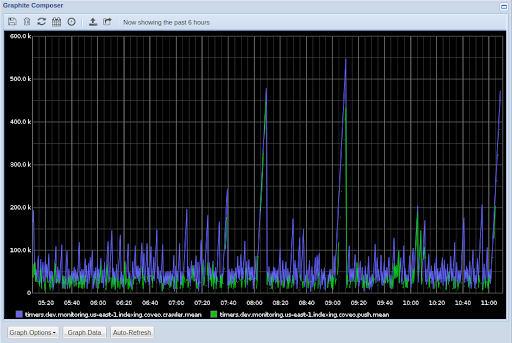 Graphite Composer
Now showing the past 6 hours
600.0 k
500.0 k
400.0 k
300.0 k
200.0 k
100.0 k
0
05:20 05:40 06:00 06:20 06:40 07:00 07:20 07:40 08:00 08:20 08:40 09:00 09:20 09:40 10:00 10:20 10:40 11:00
timers.dev.monitoring.us-east-1.indexing.coveo.crawler.mean timers.dev.monitoring.us-east-1.indexing.coveo.push.mean
Graph Options Graph Data Auto-Refresh